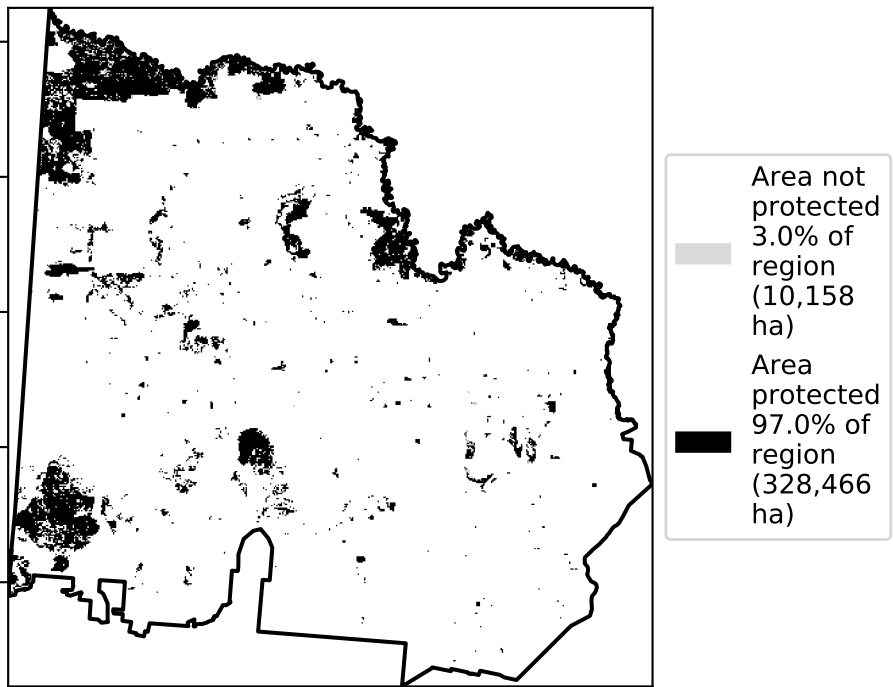 Area not
protected
3.0% of
region
(10,158
ha)
Area
protected
97.0% of
region
(328,466
ha)